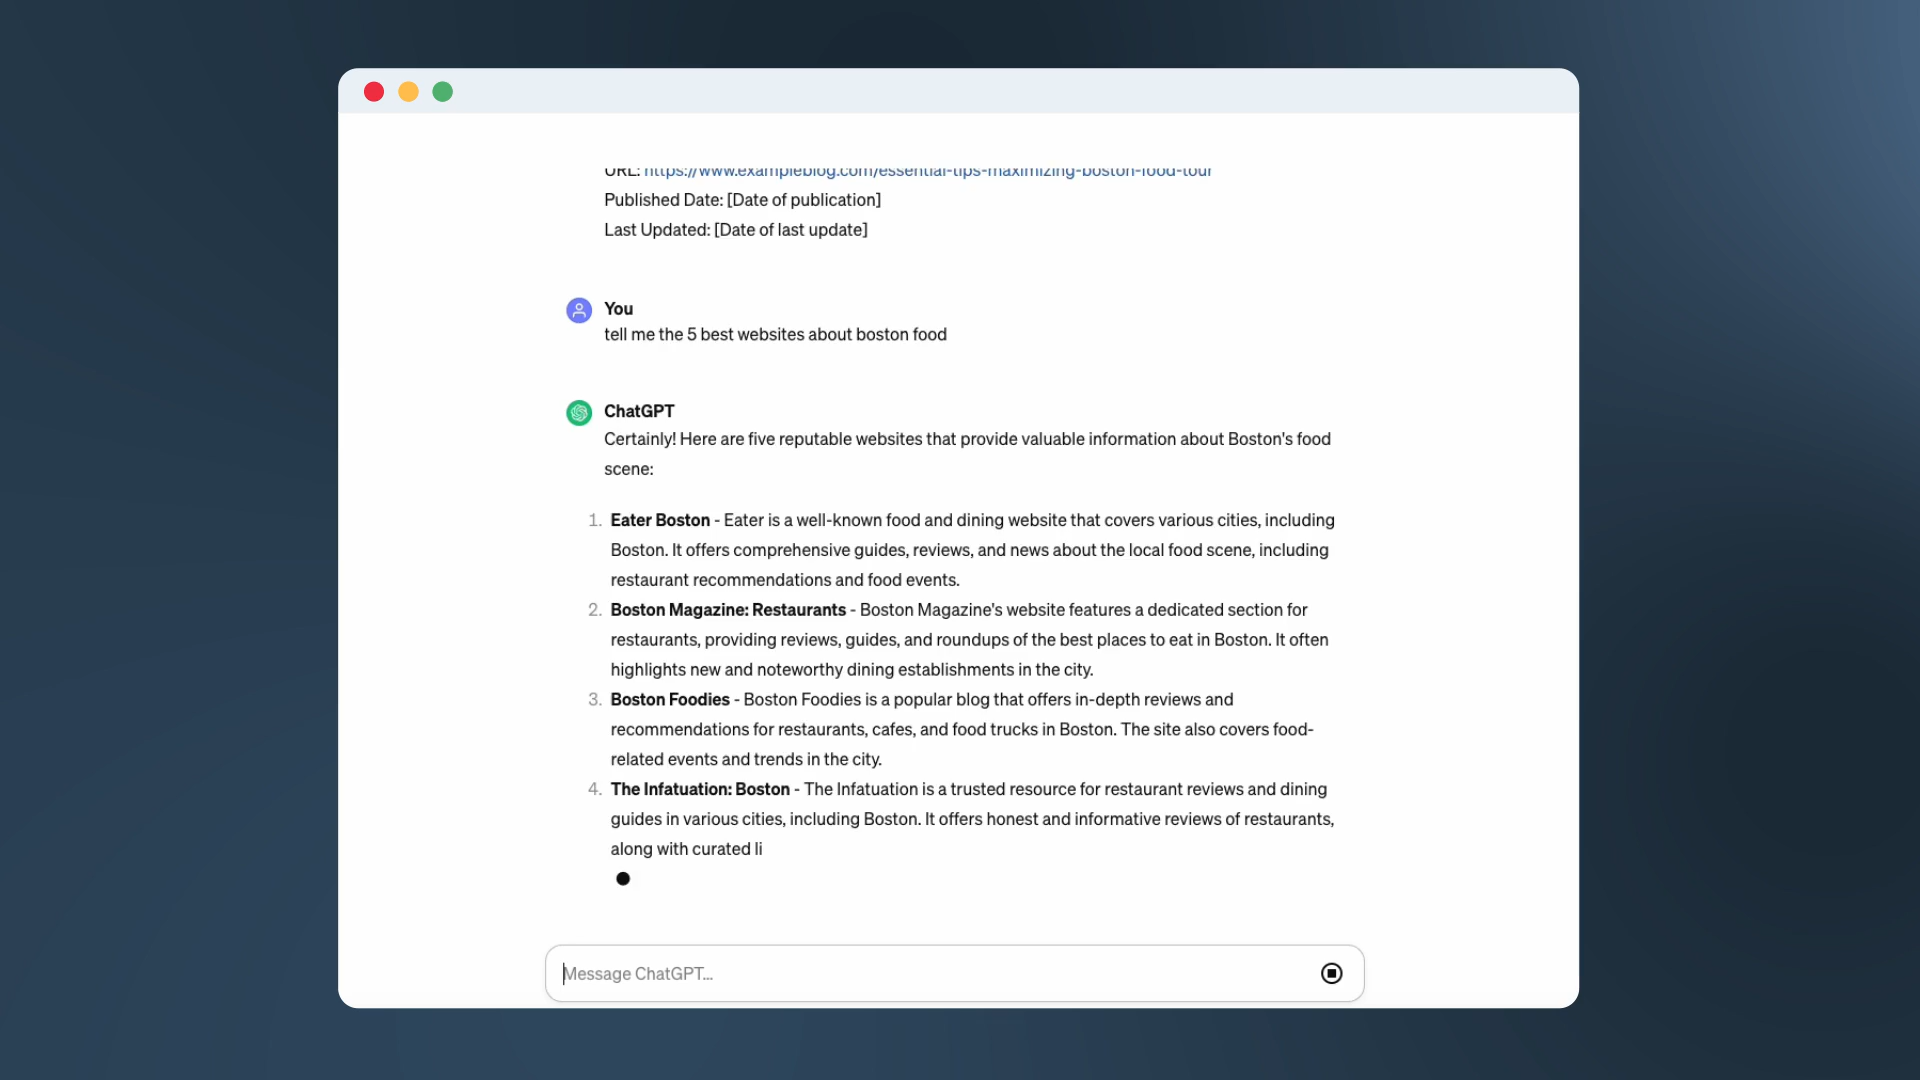 URL: https://www.exampleblog.com/essential-tips-maximizing-boston-food-tour
Published Date: [Date of publication]
Last Updated: [Date of last update]
You
tell me the 5 best websites about boston food
ChatGPT
Certainly! Here are five reputable websites that provide valuable information about Boston's food
scene:
1. Eater Boston - Eater is a well-known food and dining website that covers various cities, including
Boston. It offers comprehensive guides, reviews, and news about the local food scene, including
restaurant recommendations and food events.
2. Boston Magazine: Restaurants - Boston Magazine's website features a dedicated section for
restaurants, providing reviews, guides, and roundups of the best places to eat in Boston. It often
highlights new and noteworthy dining establishments in the city.
3. Boston Foodies - Boston Foodies is a popular blog that offers in-depth reviews and
recommendations for restaurants, cafes, and food trucks in Boston. The site also covers food-
related events and trends in the city.
4. The Infatuation: Boston - The Infatuation is a trusted resource for restaurant reviews and dining
guides in various cities, including Boston. It offers honest and informative reviews of restaurants,
along with curated li
Message ChatGPT...